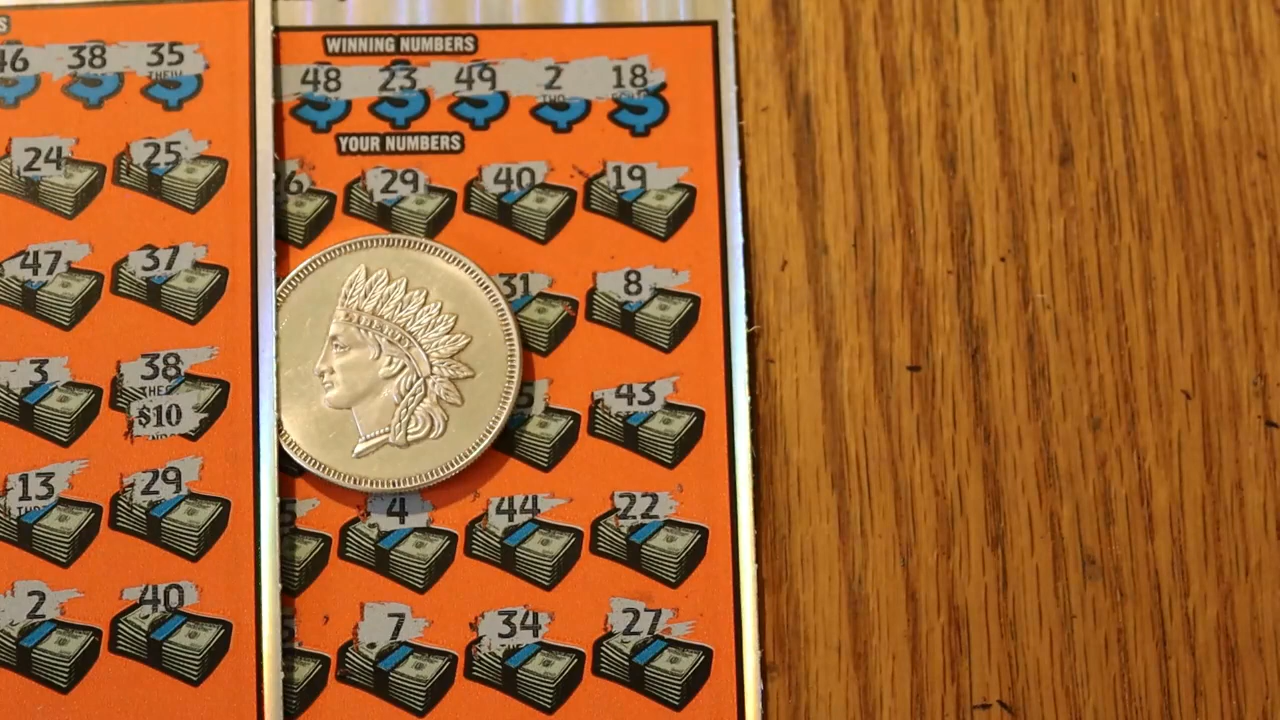 46 38 35
24 25
47 37
3 38
$10
13 29
2 40
WINNING NUMBERS
48 23 49 2 18
YOUR NUMBERS
29 40 19
31 8
LIBERTY
43
4 44 22
7 34 27